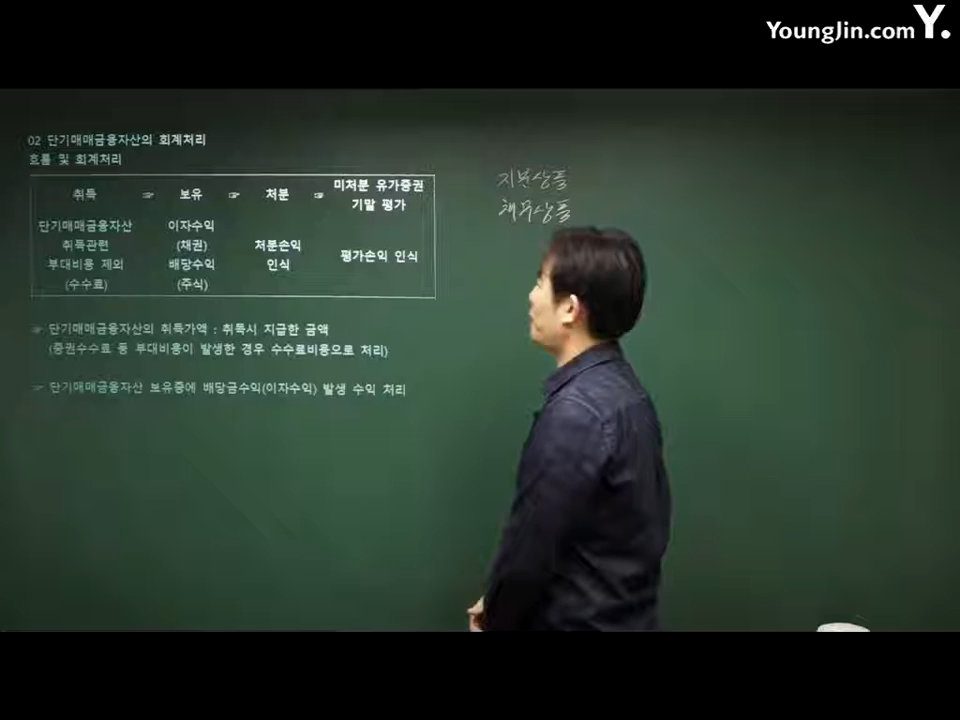 YoungJin.com Y.
02 단기매매금융자산의 회계처리
흐름 및 회계처리
취득 ☞ 보유 ☞ 처분 ☞ 미처분 유가증권 기말 평가
단기매매금융자산 취득관련 부대비용 제외 (수수료)
이자수익 (채권) 배당수익 (주식)
처분손익 인식
평가손익 인식
☞ 단기매매금융자산의 취득가액 : 취득시 지급한 금액
(증권수수료 등 부대비용이 발생한 경우 수수료비용으로 처리)
☞ 단기매매금융자산 보유중에 배당금수익(이자수익) 발생 수익 처리
지분상품
채무상품